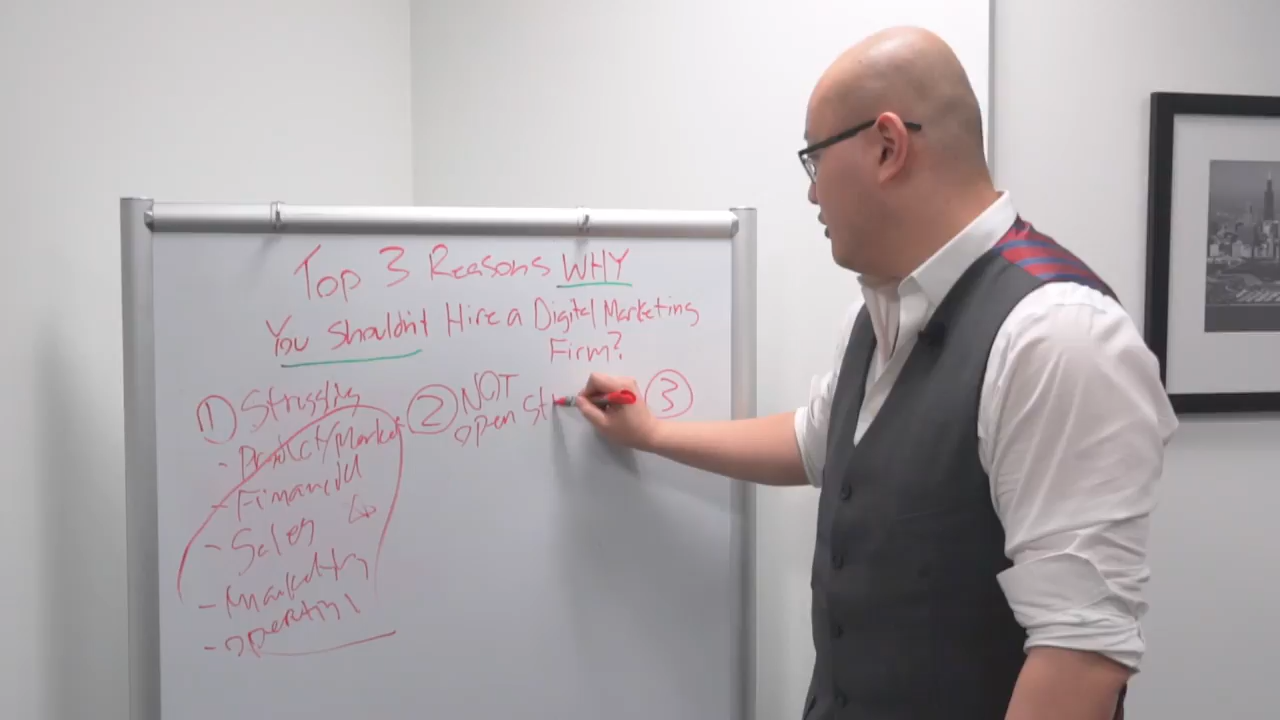 Top 3 Reasons WHY
You Shouldn't Hire a Digital Marketing
Firm?
① Struggling
- Product/Market
- Financial
- Sales
- Marketing
- Operational
② NOT
open
③